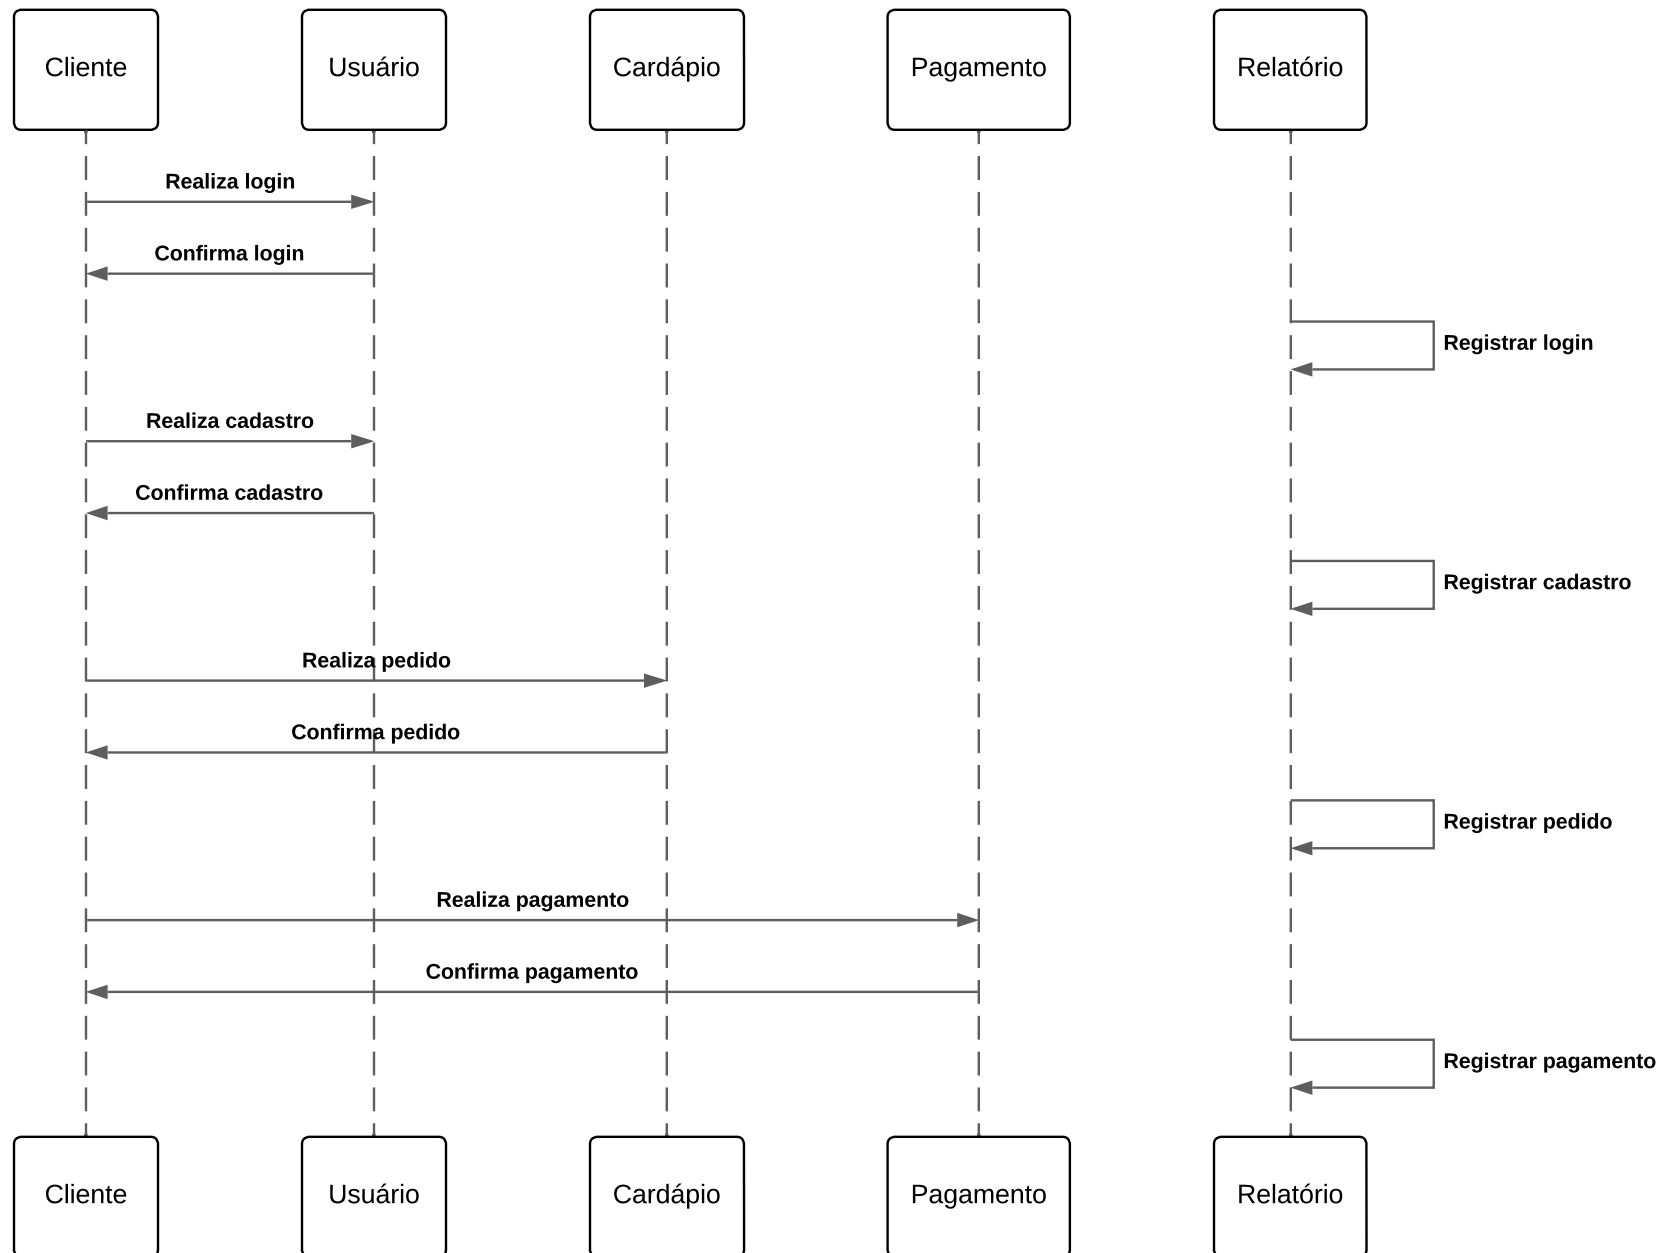 Cliente
Usuário
Cardápio
Pagamento
Relatório
Realiza login
Confirma login
Registrar login
Realiza cadastro
Confirma cadastro
Registrar cadastro
Realiza pedido
Confirma pedido
Registrar pedido
Realiza pagamento
Confirma pagamento
Registrar pagamento
Cliente
Usuário
Cardápio
Pagamento
Relatório